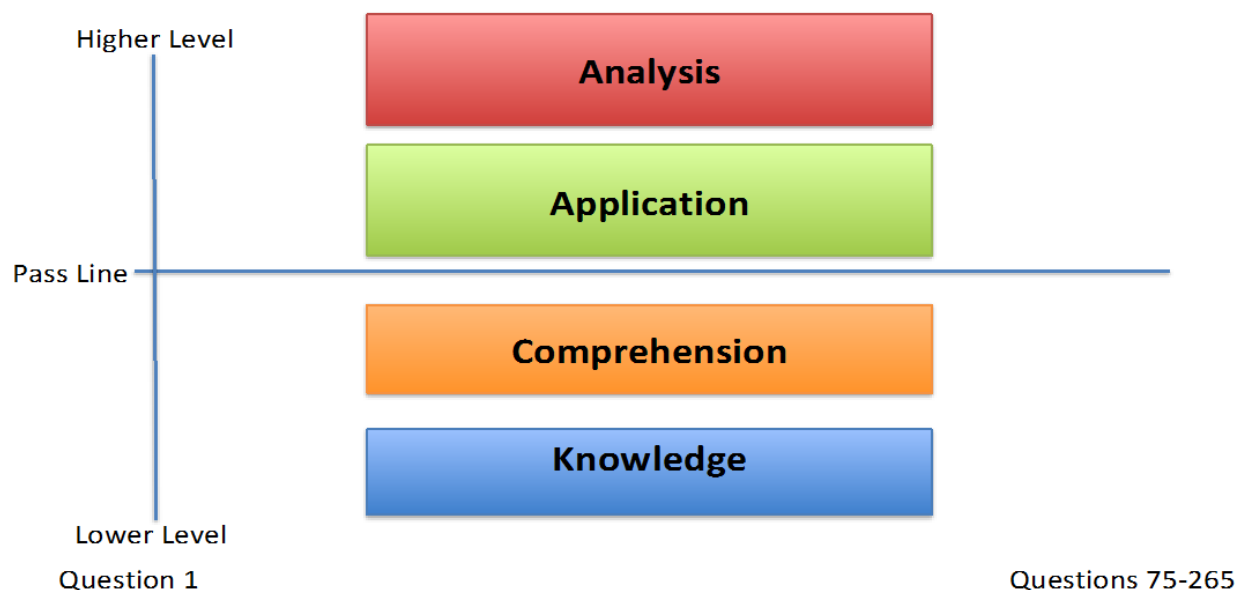 Higher Level
Analysis
Application
Pass Line
Comprehension
Knowledge
Lower Level
Question 1
Questions 75-265